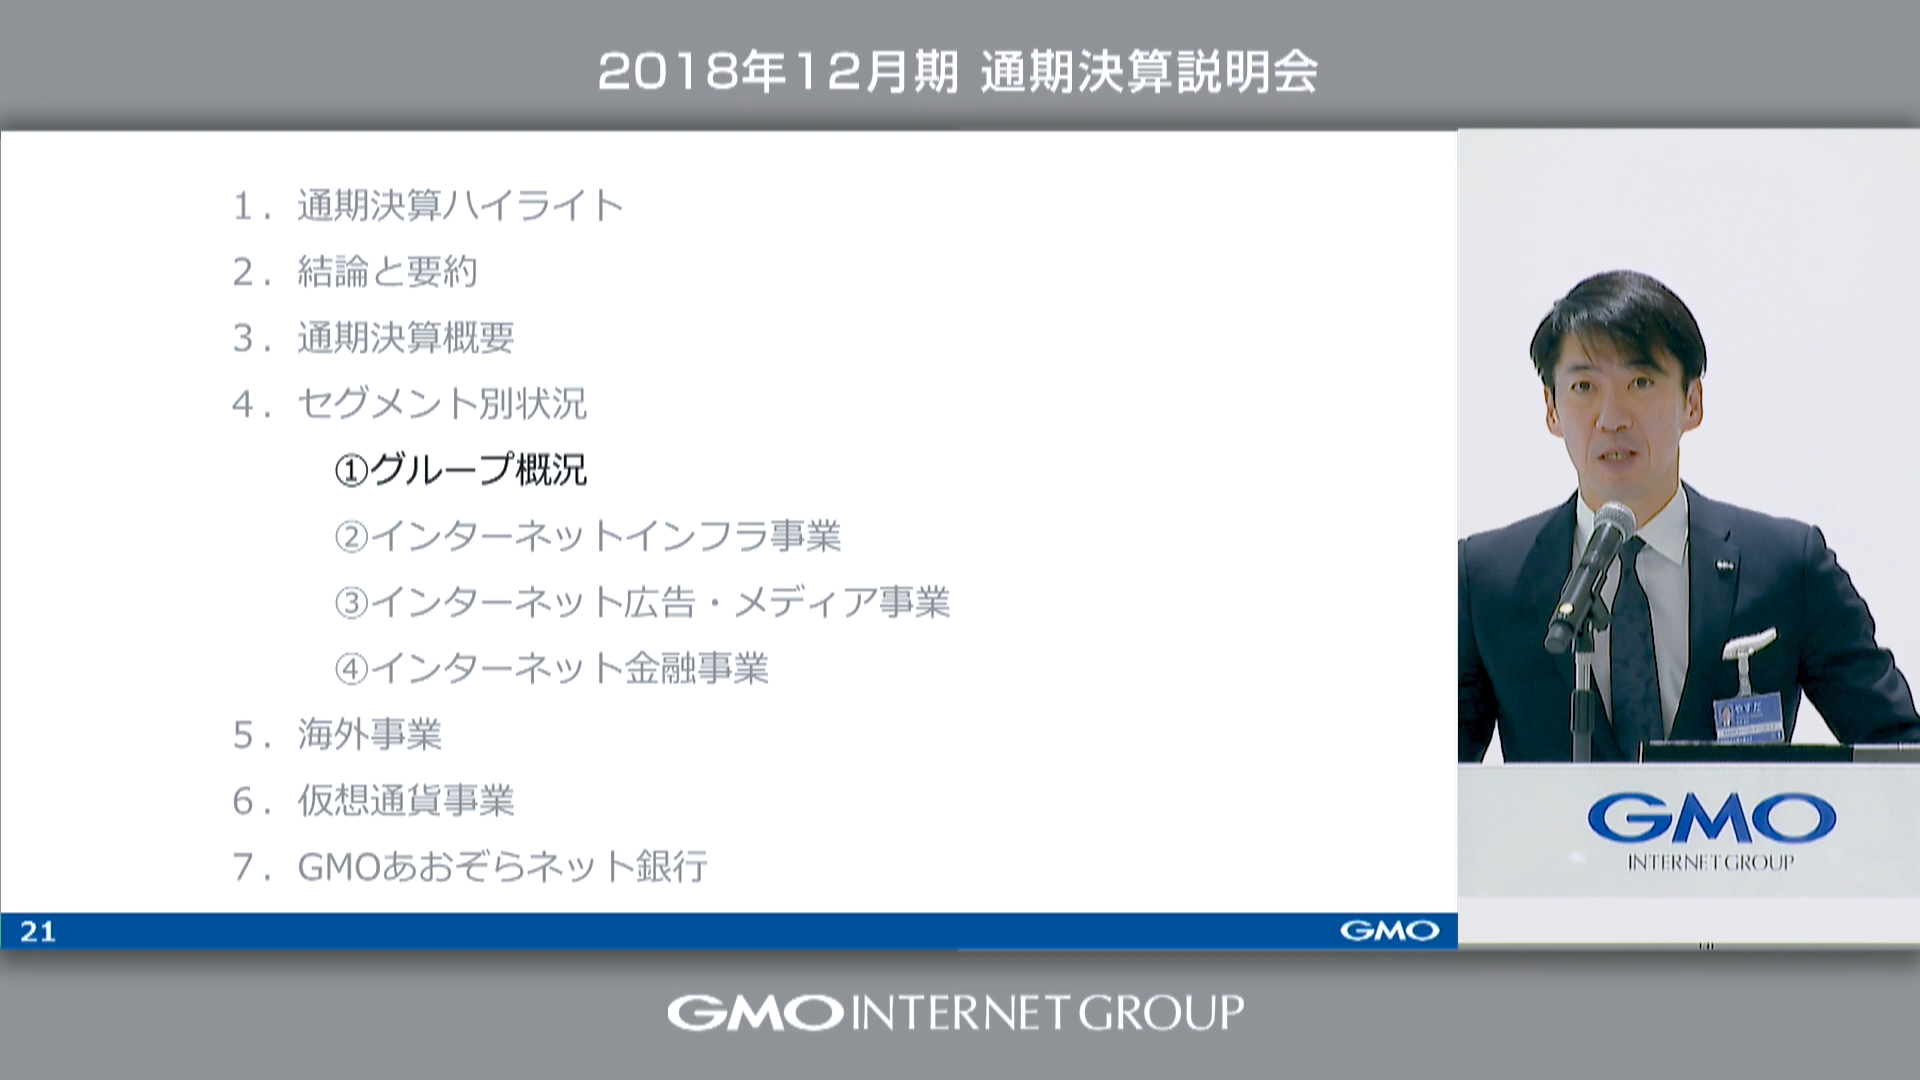 2018年12月期 通期決算説明会
1. 通期決算ハイライト
2. 結論と要約
3. 通期決算概要
4. セグメント別状況
①グループ概況
②インターネットインフラ事業
③インターネット広告・メディア事業
④インターネット金融事業
5. 海外事業
6. 仮想通貨事業
7. GMOあおぞらネット銀行
21
GMO
やすだ
GMO
INTERNET GROUP
GMO INTERNET GROUP